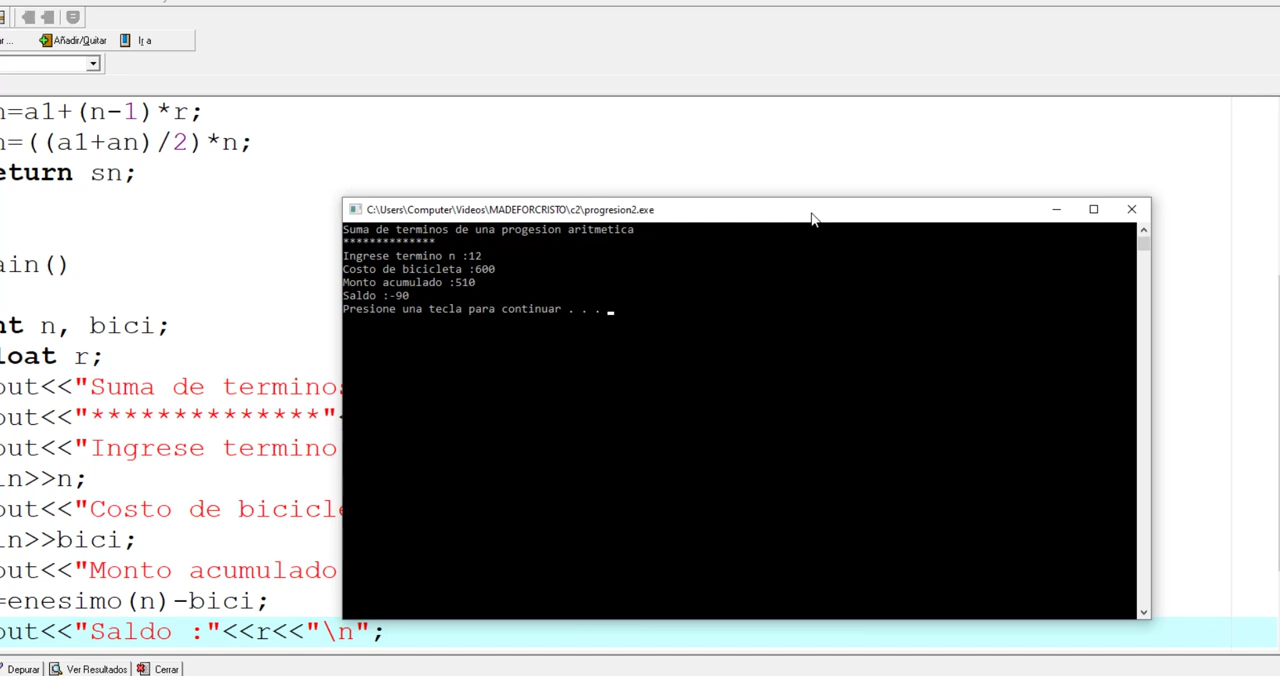 Añadir/Quitar
Ir a
n=a1+(n-1)*r;
n=((a1+an)/2)*n;
eturn sn;
ain()
nt n, bici;
loat r;
out<<"Suma de terminos
out<<"**************"<
out<<"Ingrese termino
in>>n;
out<<"Costo de bicicle
in>>bici;
out<<"Monto acumulado
=enesimo(n)-bici;
out<<"Saldo :"<<r<<"\n";
C:\Users\Computer\Videos\MADEFORCRISTO\c2\progresion2.exe
Suma de terminos de una progesion aritmetica
**************
Ingrese termino n :12
Costo de bicicleta :600
Monto acumulado :510
Saldo :-90
Presione una tecla para continuar . . .
Depurar
Ver Resultados
Cerrar